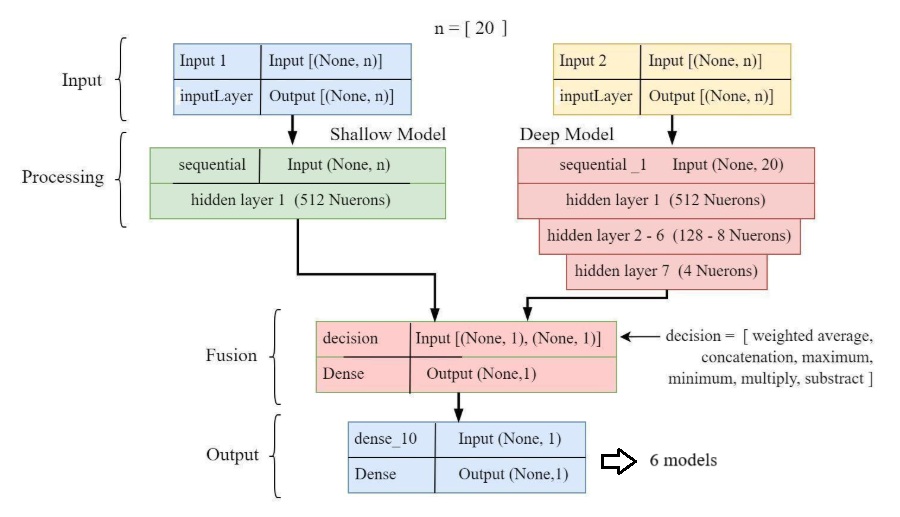 n = [ 20 ]
Input
Input 1 Input [(None, n)]
inputLayer Output [(None, n)]
Input 2 Input [(None, n)]
inputLayer Output [(None, n)]
Shallow Model
Deep Model
Processing
sequential Input (None, n)
hidden layer 1 (512 Nuerons)
sequential _1 Input (None, 20)
hidden layer 1 (512 Nuerons)
hidden layer 2 - 6 (128 - 8 Nuerons)
hidden layer 7 (4 Nuerons)
Fusion
decision Input [(None, 1), (None, 1)]
Dense Output (None,1)
decision = [ weighted average,
concatenation, maximum,
minimum, multiply, substract ]
Output
dense_10 Input (None, 1)
Dense Output (None,1)
6 models